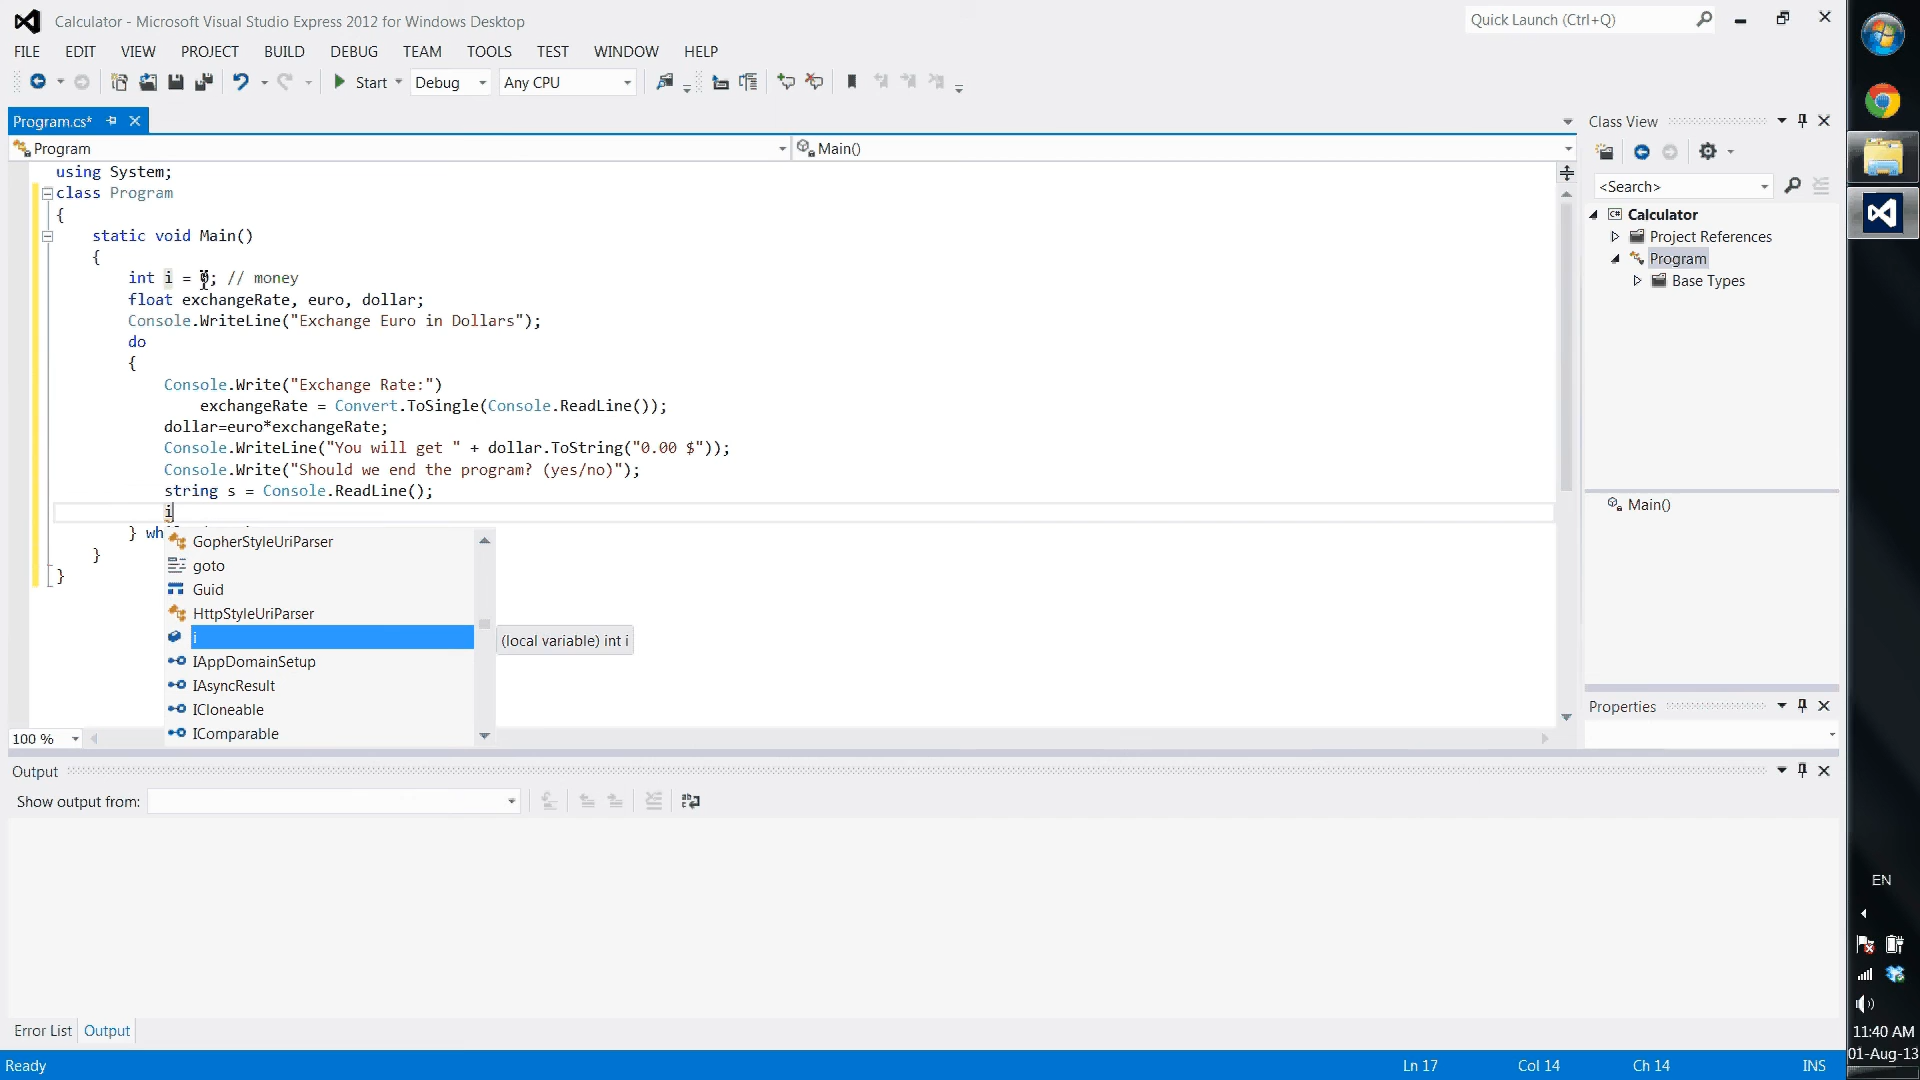 Calculator - Microsoft Visual Studio Express 2012 for Windows Desktop
Quick Launch (Ctrl+Q)
FILE EDIT VIEW PROJECT BUILD DEBUG TEAM TOOLS TEST WINDOW HELP
Start Debug Any CPU
Program.cs*
Program
Main()
using System;
class Program
{
static void Main()
{
int i = 0; // money
float exchangeRate, euro, dollar;
Console.WriteLine("Exchange Euro in Dollars");
do
{
Console.Write("Exchange Rate:")
exchangeRate = Convert.ToSingle(Console.ReadLine());
dollar=euro*exchangeRate;
Console.WriteLine("You will get " + dollar.ToString("0.00 $"));
Console.Write("Should we end the program? (yes/no)");
string s = Console.ReadLine();
i
} wh
}
}
GopherStyleUriParser
goto
Guid
HttpStyleUriParser
i
(local variable) int i
IAppDomainSetup
IAsyncResult
ICloneable
IComparable
100 %
Class View
<Search>
Calculator
Project References
Program
Base Types
Main()
Properties
Output
Show output from:
Error List Output
Ready
Ln 17 Col 14 Ch 14 INS
EN
11:40 AM
01-Aug-13